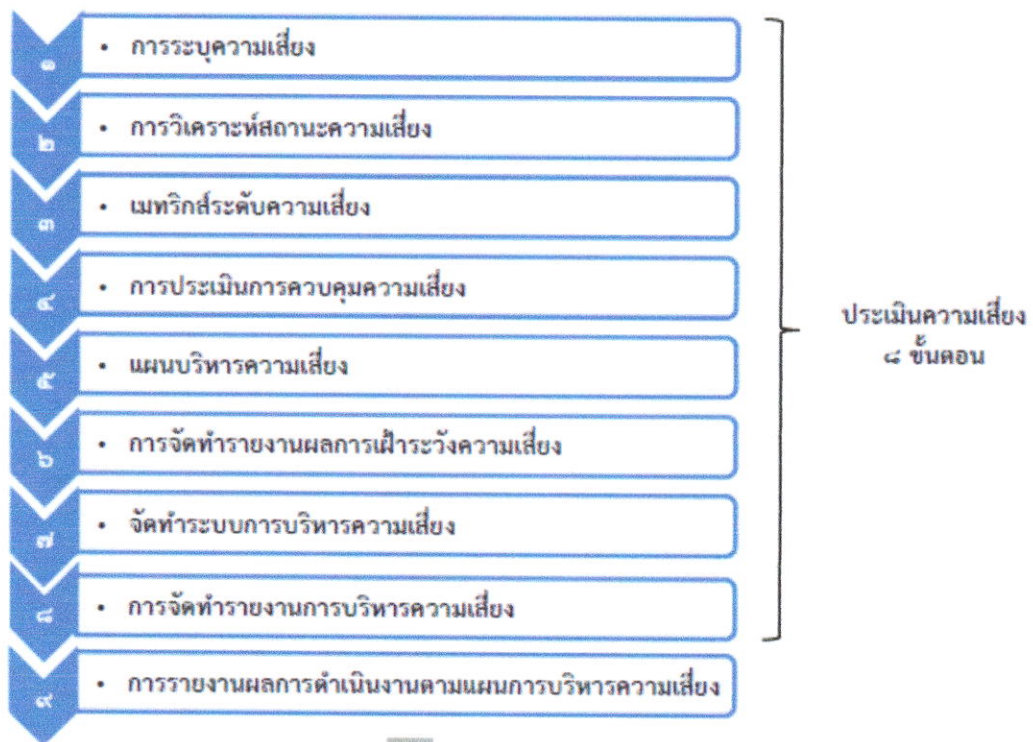 ๑
• การระบุความเสี่ยง
๒
• การวิเคราะห์สถานะความเสี่ยง
๓
• เมทริกส์ระดับความเสี่ยง
๔
• การประเมินการควบคุมความเสี่ยง
๕
• แผนบริหารความเสี่ยง
๖
• การจัดทำรายงานผลการเฝ้าระวังความเสี่ยง
๗
• จัดทำระบบการบริหารความเสี่ยง
๘
• การจัดทำรายงานการบริหารความเสี่ยง
๙
• การรายงานผลการดำเนินงานตามแผนการบริหารความเสี่ยง
ประเมินความเสี่ยง
๘ ขั้นตอน